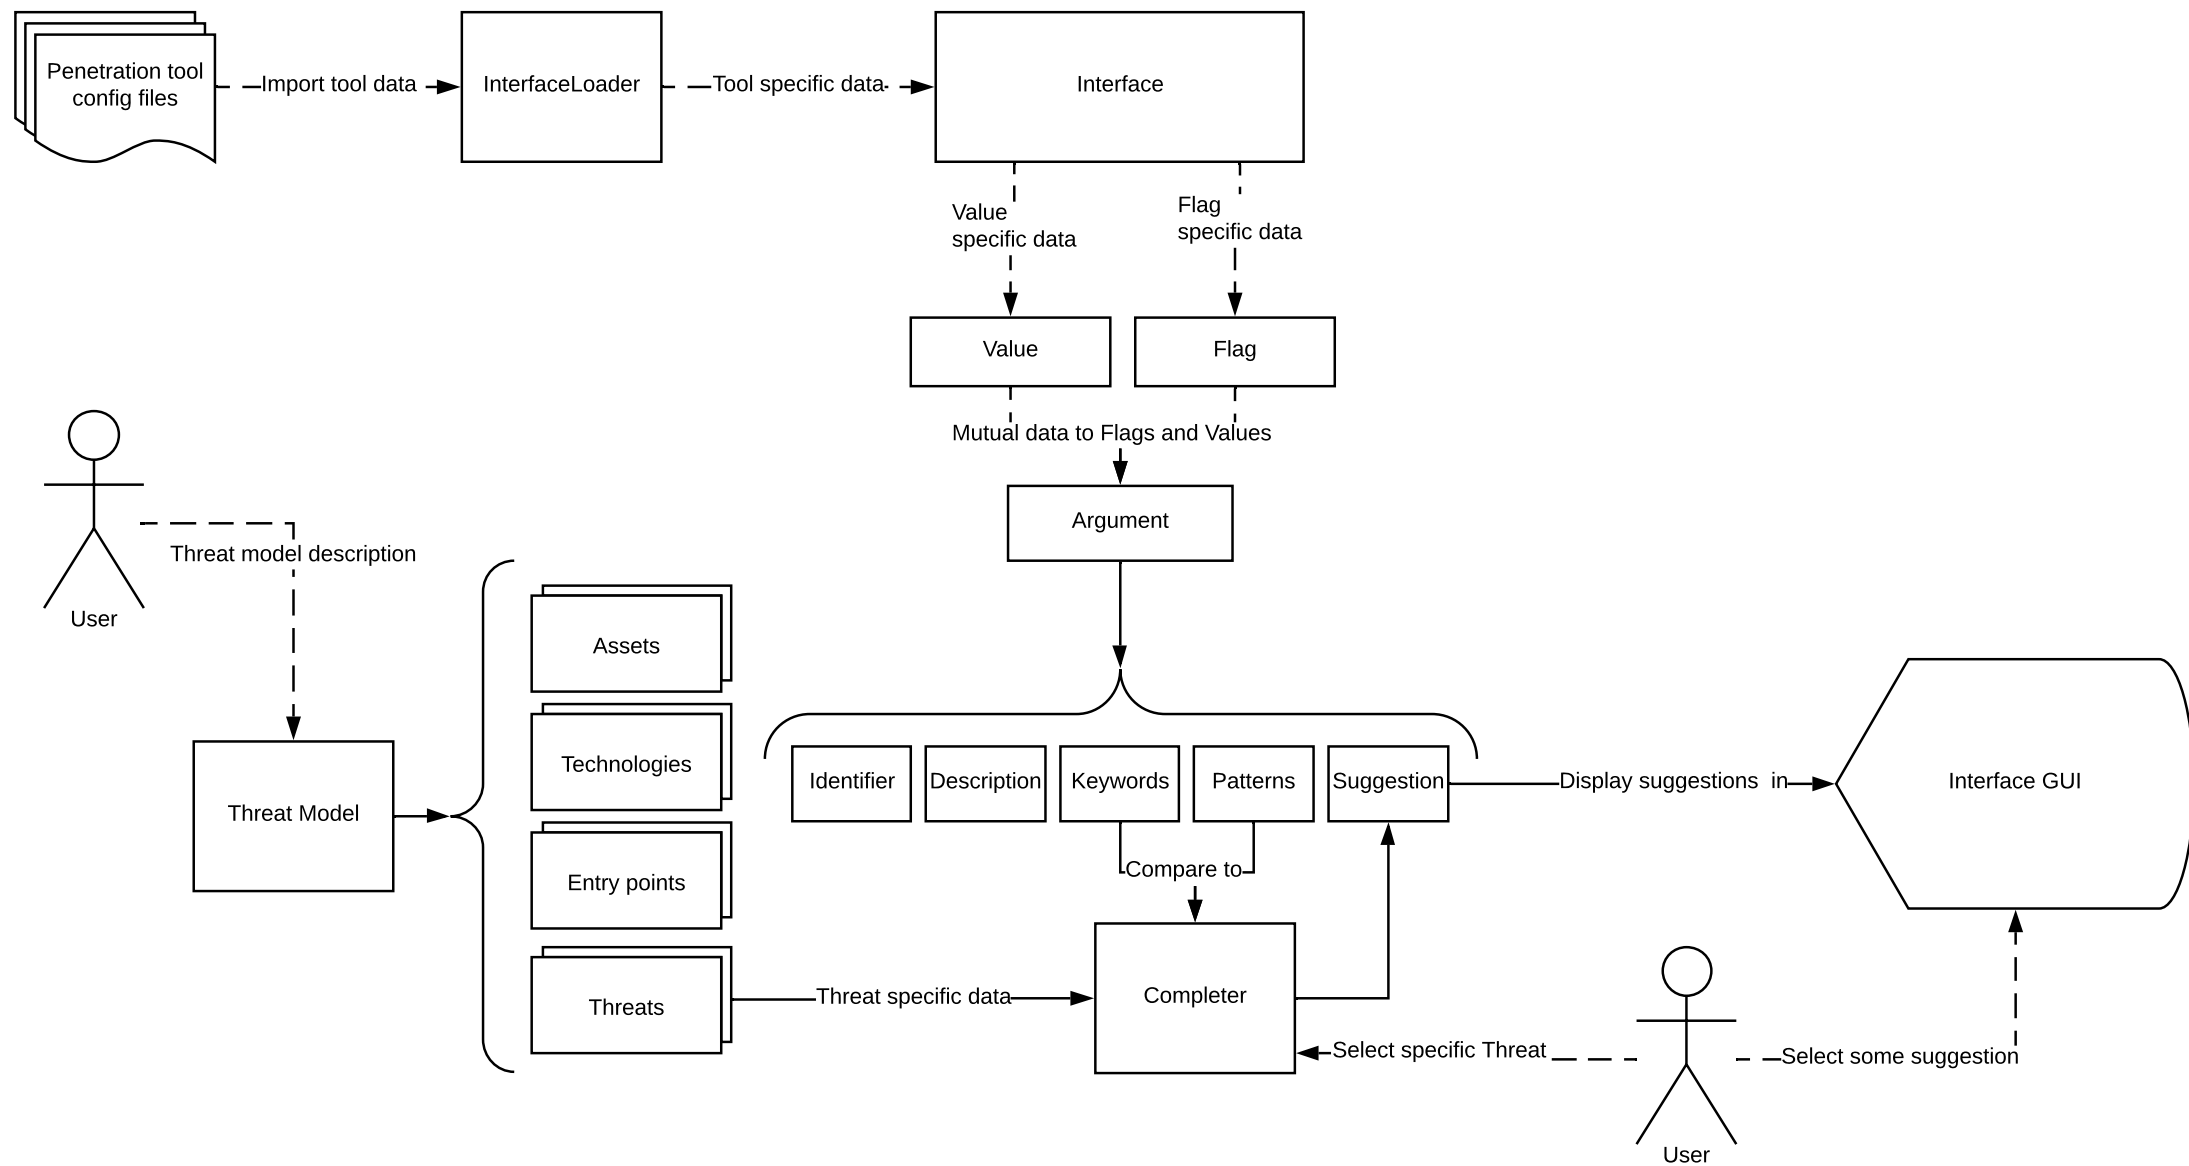 Penetration tool
config files
Import tool data
InterfaceLoader
Tool specific data
Interface
Value
specific data
Flag
specific data
Value
Flag
Mutual data to Flags and Values
Argument
User
Threat model description
Threat Model
Assets
Technologies
Entry points
Threats
Identifier
Description
Keywords
Patterns
Suggestion
Display suggestions  in
Interface GUI
Compare to
Threat specific data
Completer
Select specific Threat
Select some suggestion
User